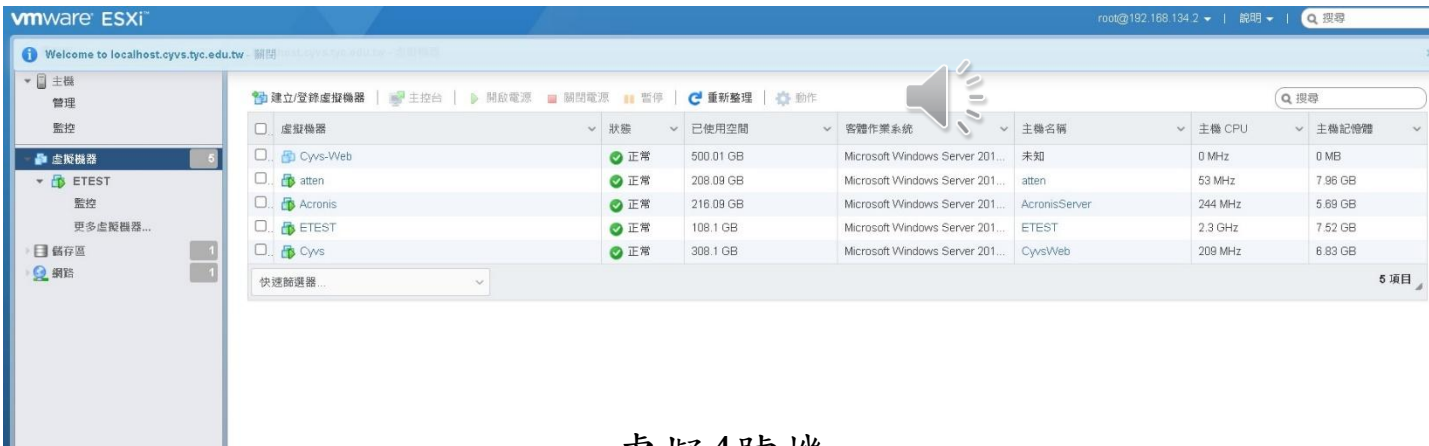 vmware ESXi™
root@192.168.134.2 | 說明 | 搜尋
Welcome to localhost.cyvs.tyc.edu.tw - 關閉
主機
管理
監控
虛擬機器 5
ETEST
監控
更多虛擬機器...
儲存區 1
網路 1
建立/登錄虛擬機器 | 主控台 | 開啟電源 關閉電源 暫停 | 重新整理 | 動作
搜尋
虛擬機器 狀態 已使用空間 客體作業系統 主機名稱 主機 CPU 主機記憶體
Cyvs-Web 正常 500.01 GB Microsoft Windows Server 201... 未知 0 MHz 0 MB
atten 正常 208.09 GB Microsoft Windows Server 201... atten 53 MHz 7.96 GB
Acronis 正常 216.09 GB Microsoft Windows Server 201... AcronisServer 244 MHz 5.69 GB
ETEST 正常 108.1 GB Microsoft Windows Server 201... ETEST 2.3 GHz 7.52 GB
Cyvs 正常 308.1 GB Microsoft Windows Server 201... CyvsWeb 209 MHz 6.83 GB
快速篩選器...
5 項目